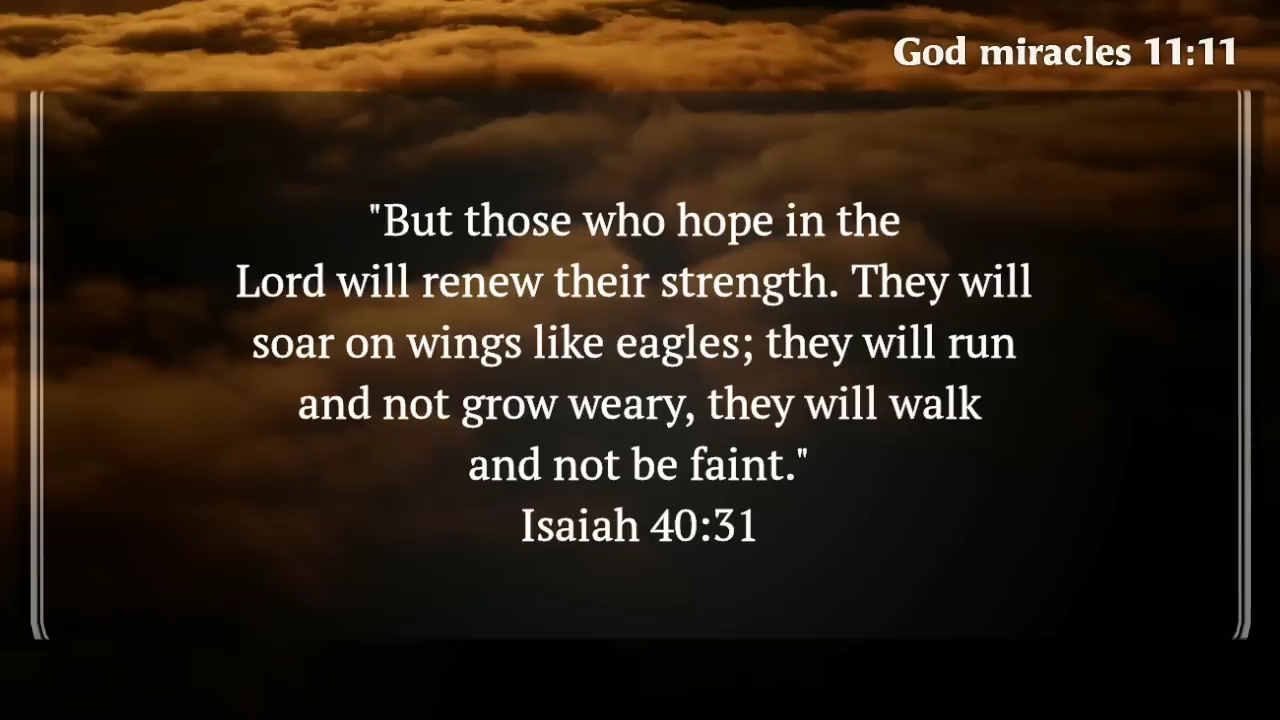 God miracles 11:11
"But those who hope in the
Lord will renew their strength. They will
soar on wings like eagles; they will run
and not grow weary, they will walk
and not be faint."
Isaiah 40:31